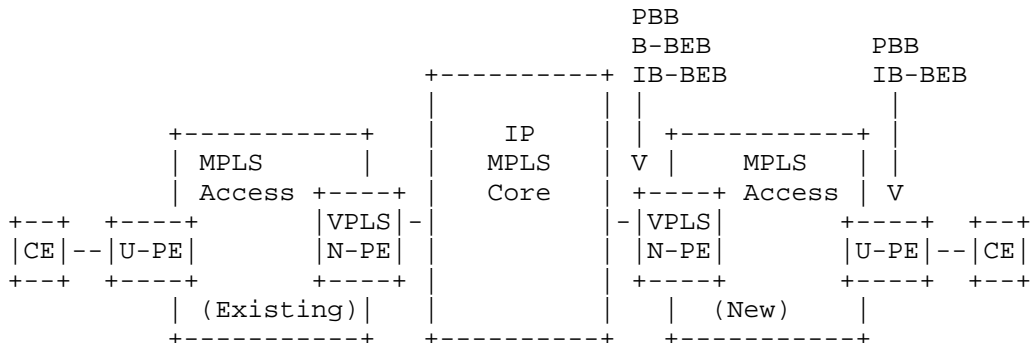 PBB
B-BEB PBB
IB-BEB IB-BEB
IP
MPLS MPLS V MPLS
Access Core Access V
VPLS VPLS
CE U-PE N-PE N-PE U-PE CE
(Existing) (New)